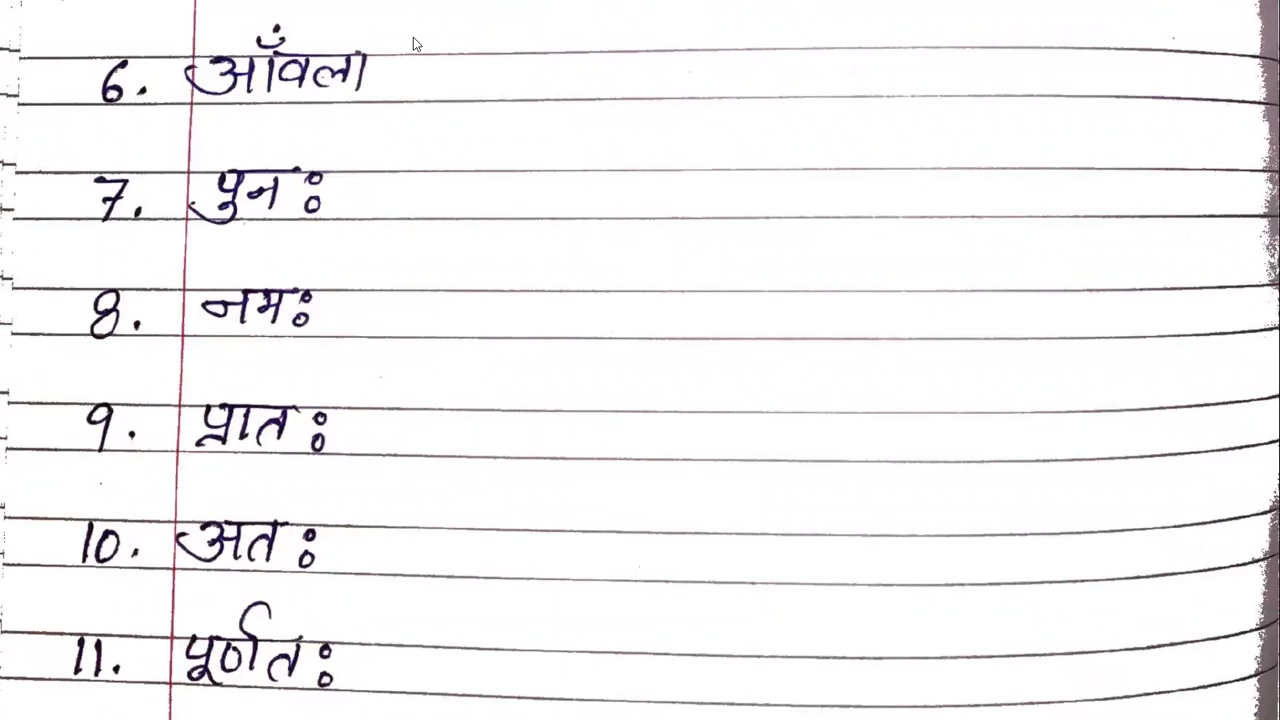 6. आँवला
7. पुनः
8. नमः
9. प्रातः
10. अतः
11. पूर्णतः